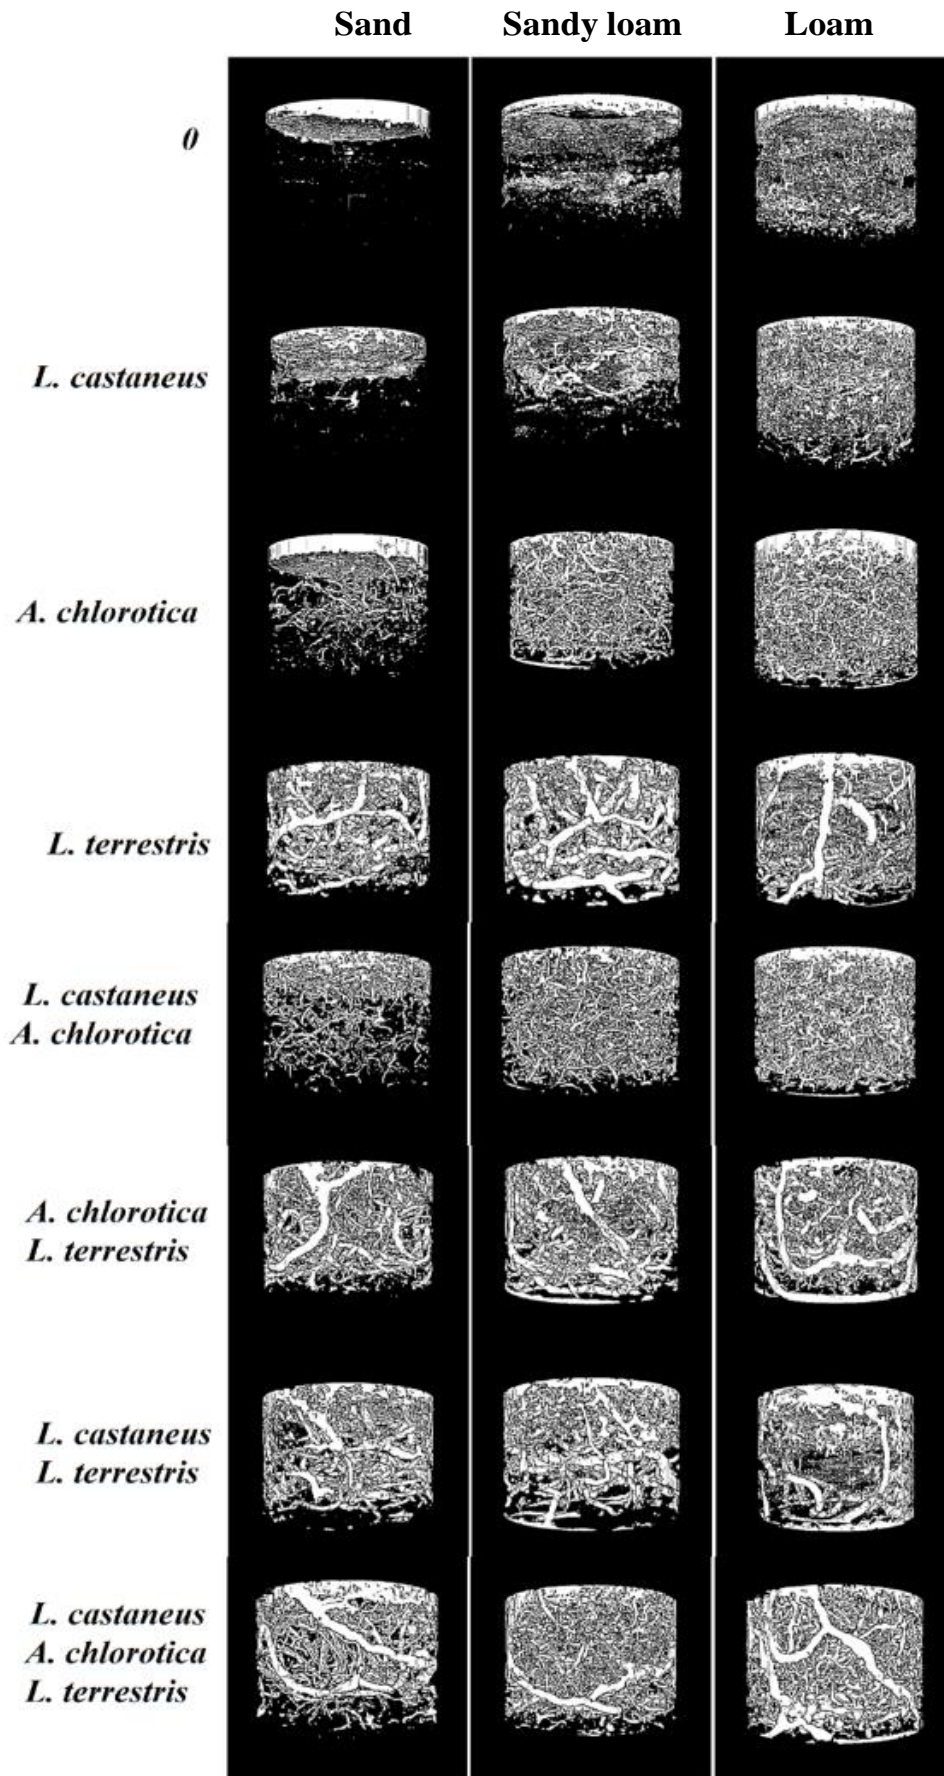 Sand Sandy loam Loam
0
L. castaneus
A. chlorotica
L. terrestris
L. castaneus
A. chlorotica
A. chlorotica
L. terrestris
L. castaneus
L. terrestris
L. castaneus
A. chlorotica
L. terrestris